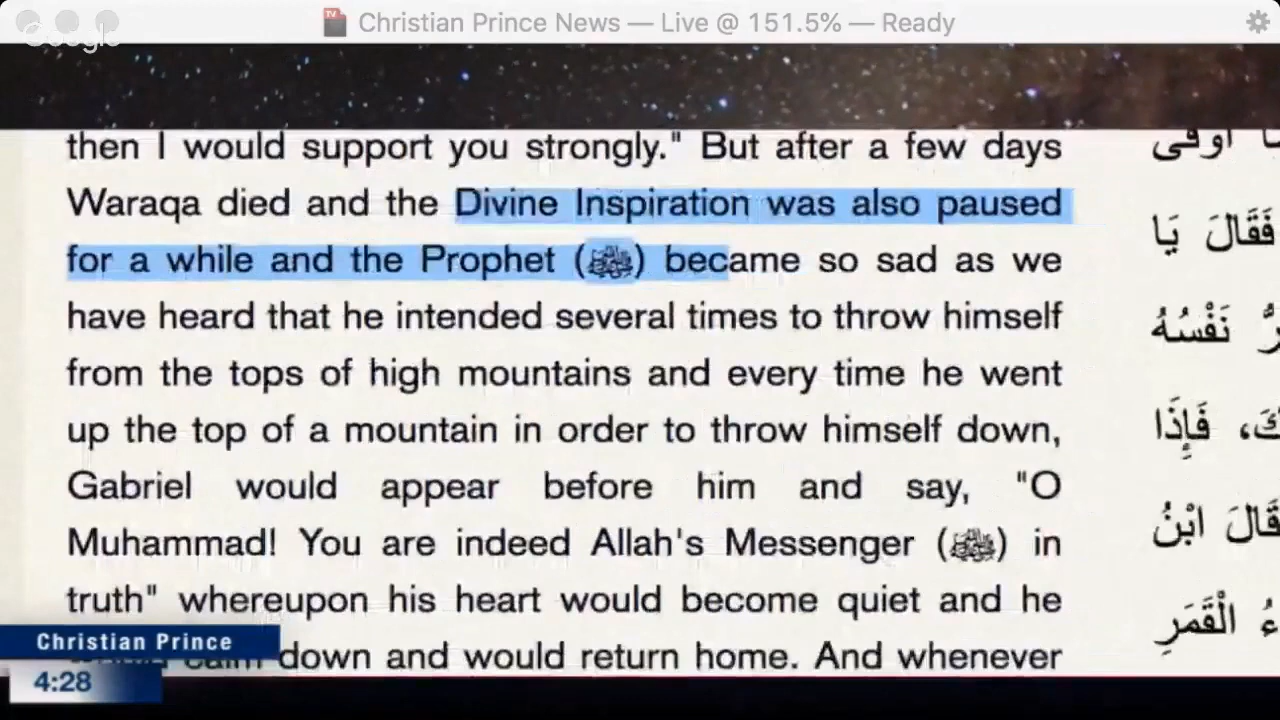 Christian Prince News — Live @ 151.5% — Ready
Google
then I would support you strongly." But after a few days
Waraqa died and the Divine Inspiration was also paused
for a while and the Prophet (ﷺ) became so sad as we
have heard that he intended several times to throw himself
from the tops of high mountains and every time he went
up the top of a mountain in order to throw himself down,
Gabriel would appear before him and say, "O
Muhammad! You are indeed Allah's Messenger (ﷺ) in
truth" whereupon his heart would become quiet and he
calm down and would return home. And whenever
أوفى
فَقَالَ يَا
نَفْسُهُ
فَإِذَا
قَالَ ابْنُ
الْقَمَرِ
Christian Prince
4:28